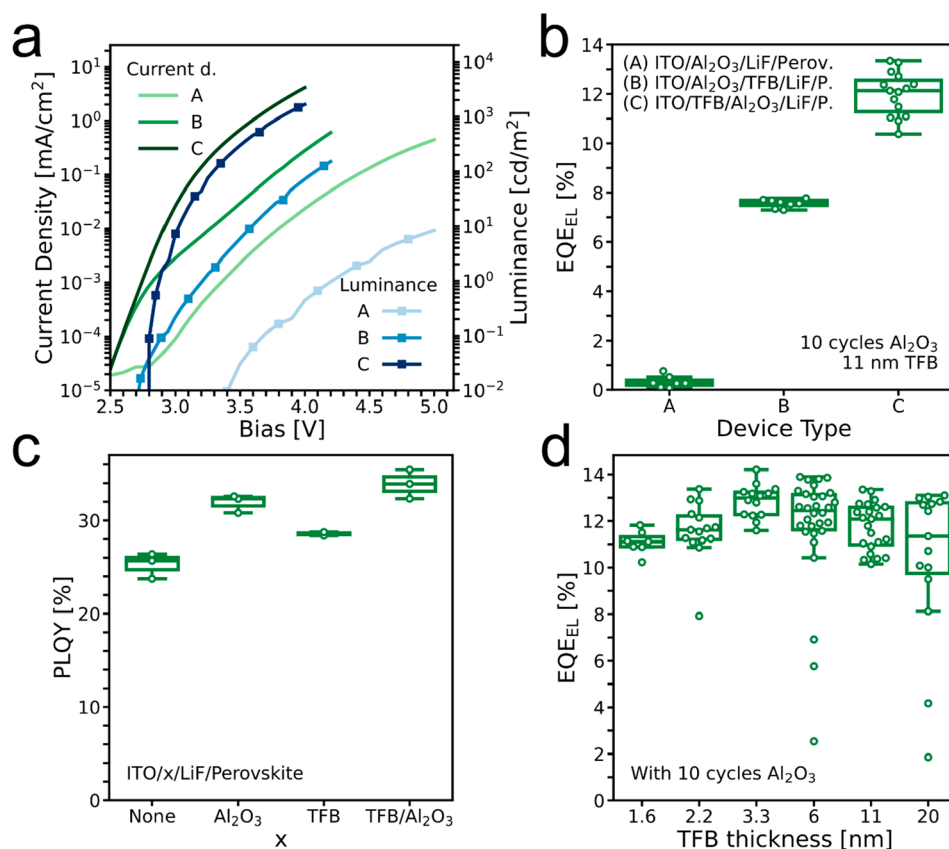 a
Current d.
A
B
C
Luminance
A
B
C
10¹
10⁰
10⁻¹
10⁻²
10⁻³
10⁻⁴
10⁻⁵
Current Density [mA/cm²]
10⁴
10³
10²
10¹
10⁰
10⁻¹
10⁻²
Luminance [cd/m²]
2.5 3.0 3.5 4.0 4.5 5.0
Bias [V]
b
(A) ITO/Al₂O₃/LiF/Perov.
(B) ITO/Al₂O₃/TFB/LiF/P.
(C) ITO/TFB/Al₂O₃/LiF/P.
14
12
10
8
6
4
2
0
EQE_EL [%]
10 cycles Al₂O₃
11 nm TFB
A B C
Device Type
c
30
20
10
0
PLQY [%]
ITO/x/LiF/Perovskite
None Al₂O₃ TFB TFB/Al₂O₃
x
d
14
12
10
8
6
4
2
0
EQE_EL [%]
With 10 cycles Al₂O₃
1.6 2.2 3.3 6 11 20
TFB thickness [nm]